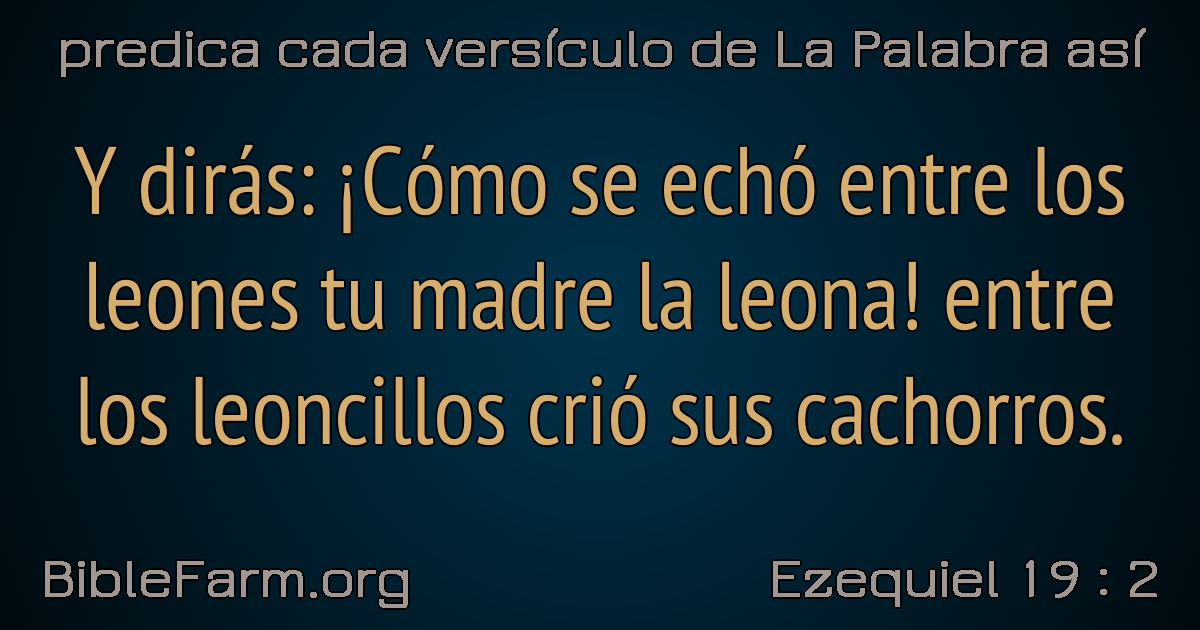 predica cada versículo de La Palabra así
Y dirás: ¡Cómo se echó entre los
leones tu madre la leona! entre
los leoncillos crió sus cachorros.
BibleFarm.org
Ezequiel 19 : 2